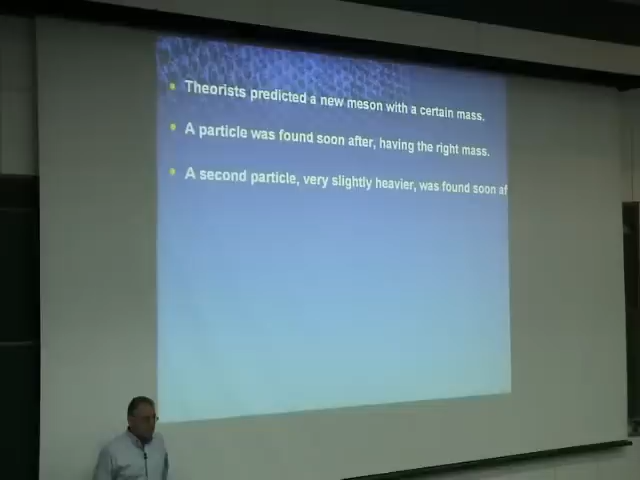 Theorists predicted a new meson with a certain mass.
A particle was found soon after, having the right mass.
A second particle, very slightly heavier, was found soon af